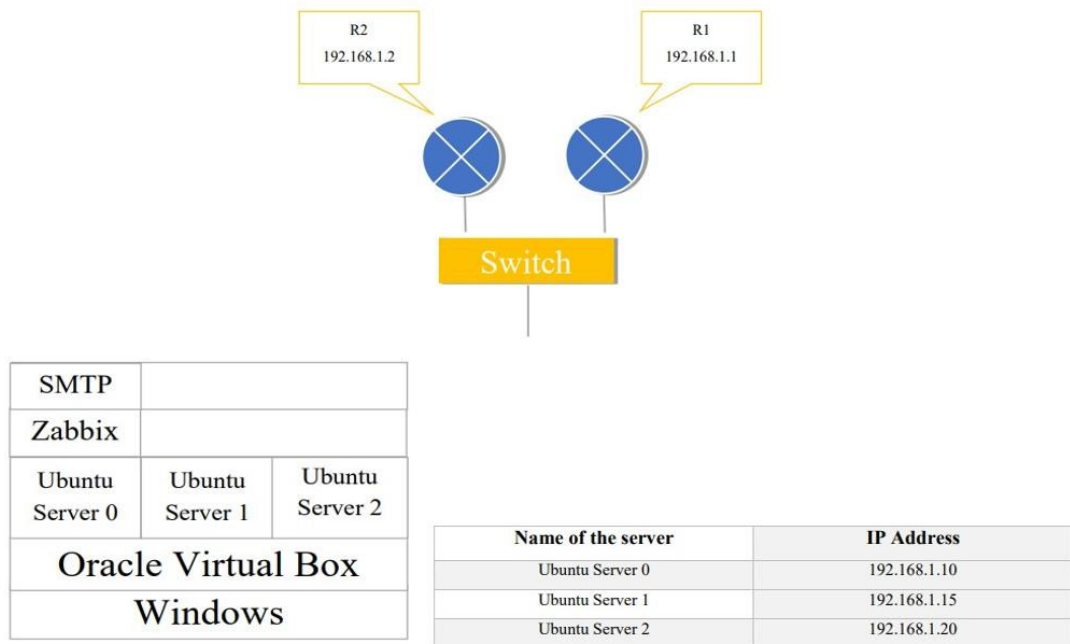 R2
192.168.1.2
R1
192.168.1.1
Switch
SMTP
Zabbix
Ubuntu
Server 0
Ubuntu
Server 1
Ubuntu
Server 2
Oracle Virtual Box
Windows
Name of the server IP Address
Ubuntu Server 0 192.168.1.10
Ubuntu Server 1 192.168.1.15
Ubuntu Server 2 192.168.1.20